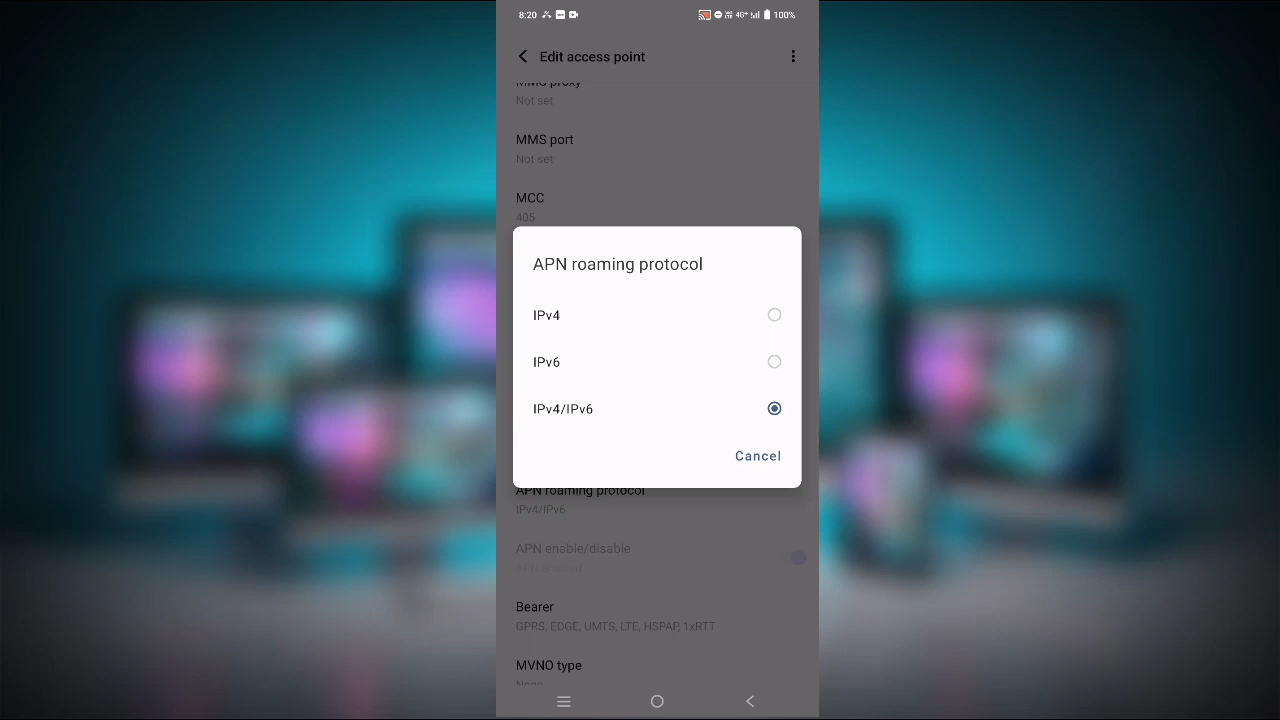 8:20 4G+ 100%
Edit access point
MMS proxy
Not set
MMS port
Not set
MCC
405
APN roaming protocol
IPv4
IPv6
IPv4/IPv6
Cancel
APN roaming protocol
IPv4/IPv6
APN enable/disable
APN enabled
Bearer
GPRS, EDGE, UMTS, LTE, HSPAP, 1xRTT
MVNO type
None